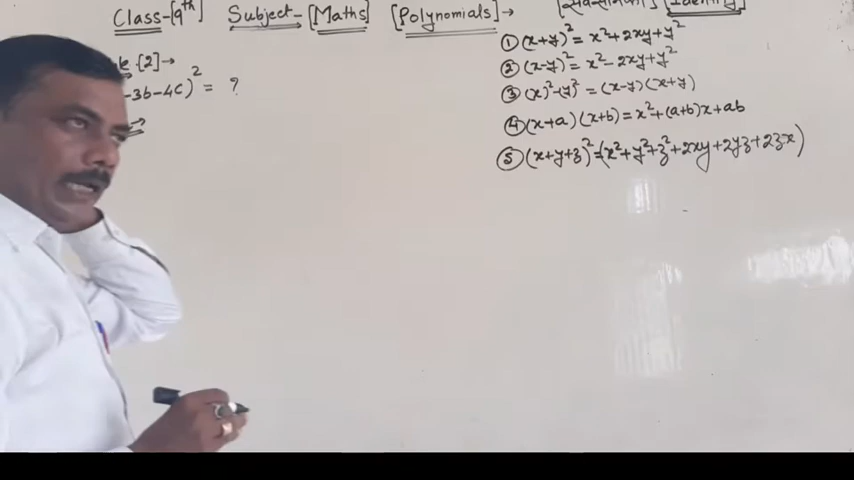 Class-[9th] Subject-[Maths] [Polynomials]→ [Identity]
[2]→
-3b-4c)² = ?
① (x+y)² = x²+2xy+y²
② (x-y)² = x²-2xy+y²
③ (x)²-(y)² = (x-y)(x+y)
④ (x+a)(x+b) = x²+(a+b)x+ab
⑤ (x+y+z)² = (x²+y²+z²+2xy+2yz+2zx)